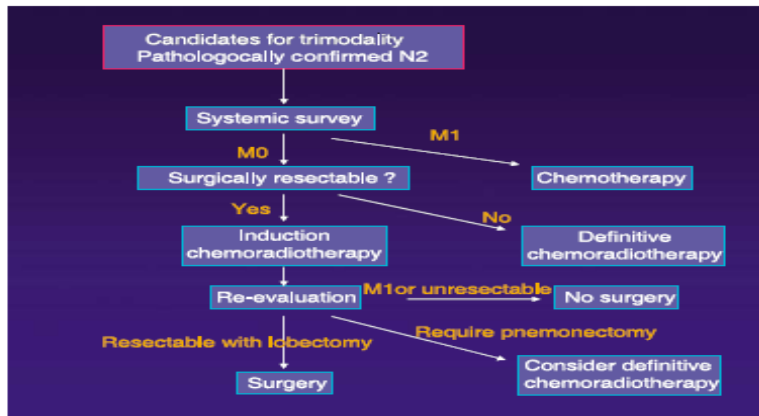 Candidates for trimodality
Pathologocally confirmed N2
Systemic survey
M0
M1
Surgically resectable ?
Chemotherapy
Yes
No
Induction
chemoradiotherapy
Definitive
chemoradiotherapy
Re-evaluation
M1or unresectable
No surgery
Resectable with lobectomy
Require pnemonectomy
Surgery
Consider definitive
chemoradiotherapy